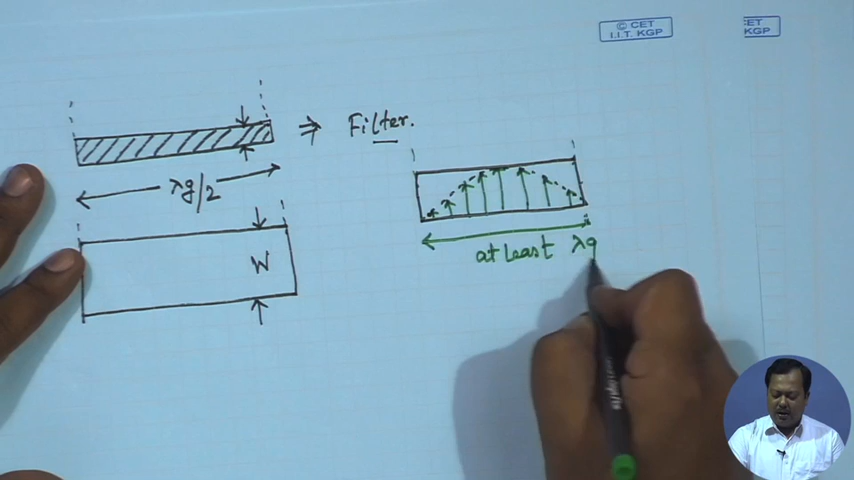 © CET
I.I.T. KGP
CET
KGP
⇒ Filter.
λg/2
W
at least λg